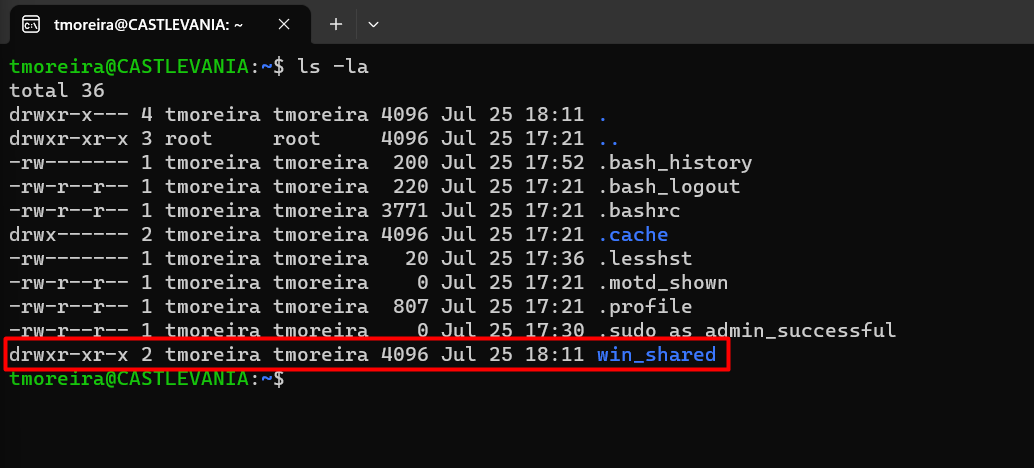 tmoreira@CASTLEVANIA: ~
tmoreira@CASTLEVANIA:~$ ls -la
total 36
drwxr-x--- 4 tmoreira tmoreira 4096 Jul 25 18:11 .
drwxr-xr-x 3 root     root     4096 Jul 25 17:21 ..
-rw------- 1 tmoreira tmoreira  200 Jul 25 17:52 .bash_history
-rw-r--r-- 1 tmoreira tmoreira  220 Jul 25 17:21 .bash_logout
-rw-r--r-- 1 tmoreira tmoreira 3771 Jul 25 17:21 .bashrc
drwx------ 2 tmoreira tmoreira 4096 Jul 25 17:21 .cache
-rw------- 1 tmoreira tmoreira   20 Jul 25 17:36 .lesshst
-rw-r--r-- 1 tmoreira tmoreira    0 Jul 25 17:21 .motd_shown
-rw-r--r-- 1 tmoreira tmoreira  807 Jul 25 17:21 .profile
-rw-r--r-- 1 tmoreira tmoreira    0 Jul 25 17:30 .sudo_as_admin_successful
drwxr-xr-x 2 tmoreira tmoreira 4096 Jul 25 18:11 win_shared
tmoreira@CASTLEVANIA:~$